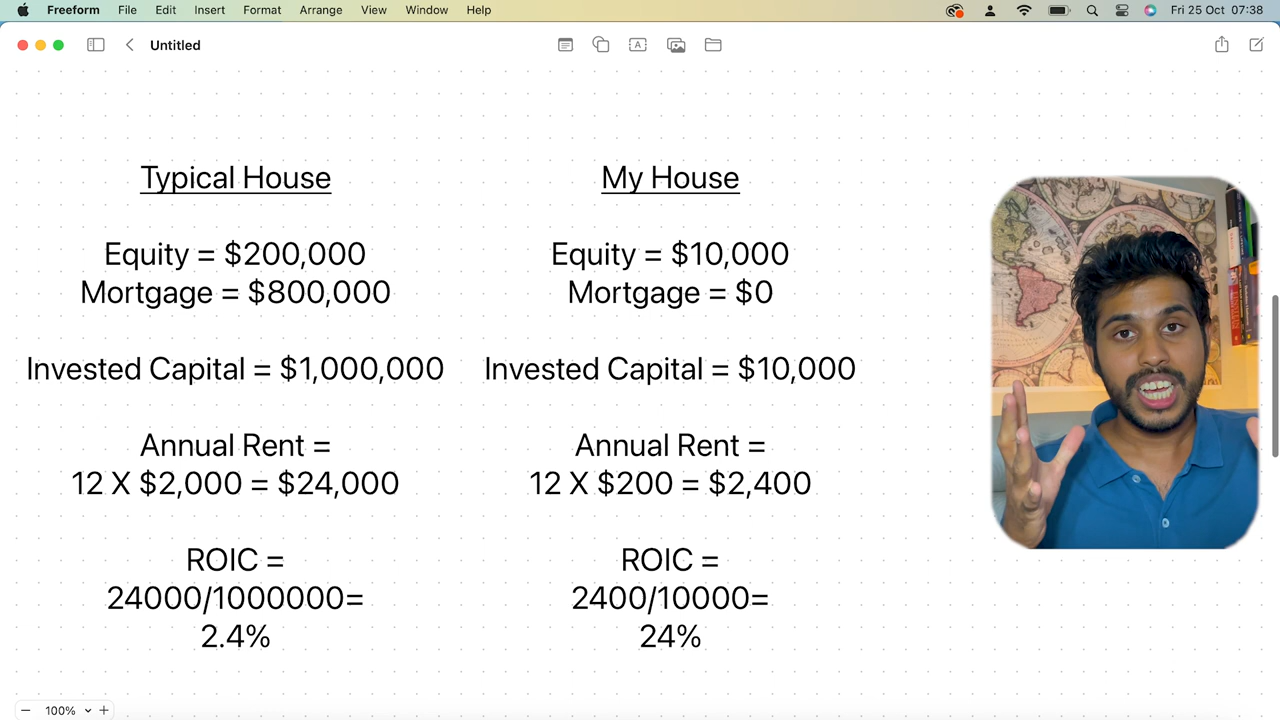 Freeform File Edit Insert Format Arrange View Window Help Fri 25 Oct 07:38
Untitled
Typical House
Equity = $200,000
Mortgage = $800,000
Invested Capital = $1,000,000
Annual Rent =
12 X $2,000 = $24,000
ROIC =
24000/1000000=
2.4%
My House
Equity = $10,000
Mortgage = $0
Invested Capital = $10,000
Annual Rent =
12 X $200 = $2,400
ROIC =
2400/10000=
24%
100%